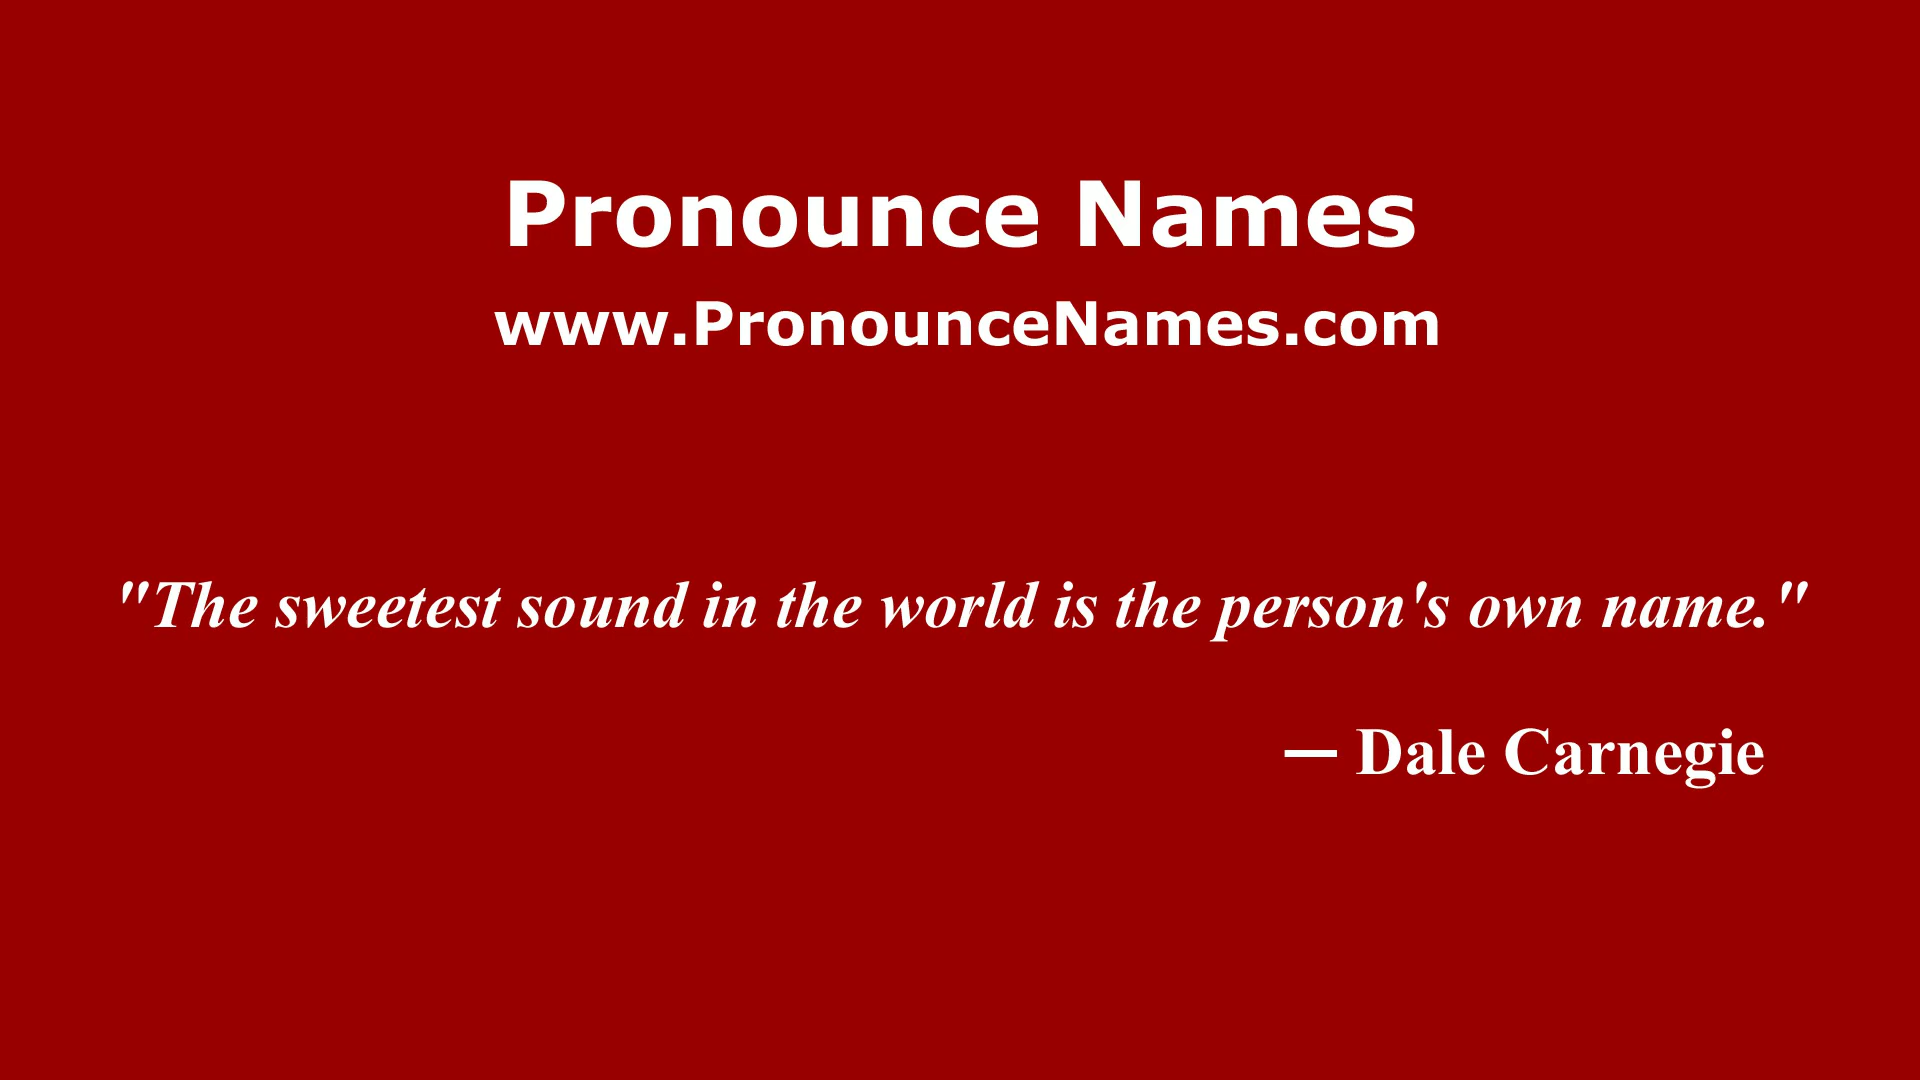 Pronounce Names
www.PronounceNames.com
"The sweetest sound in the world is the person's own name."
— Dale Carnegie